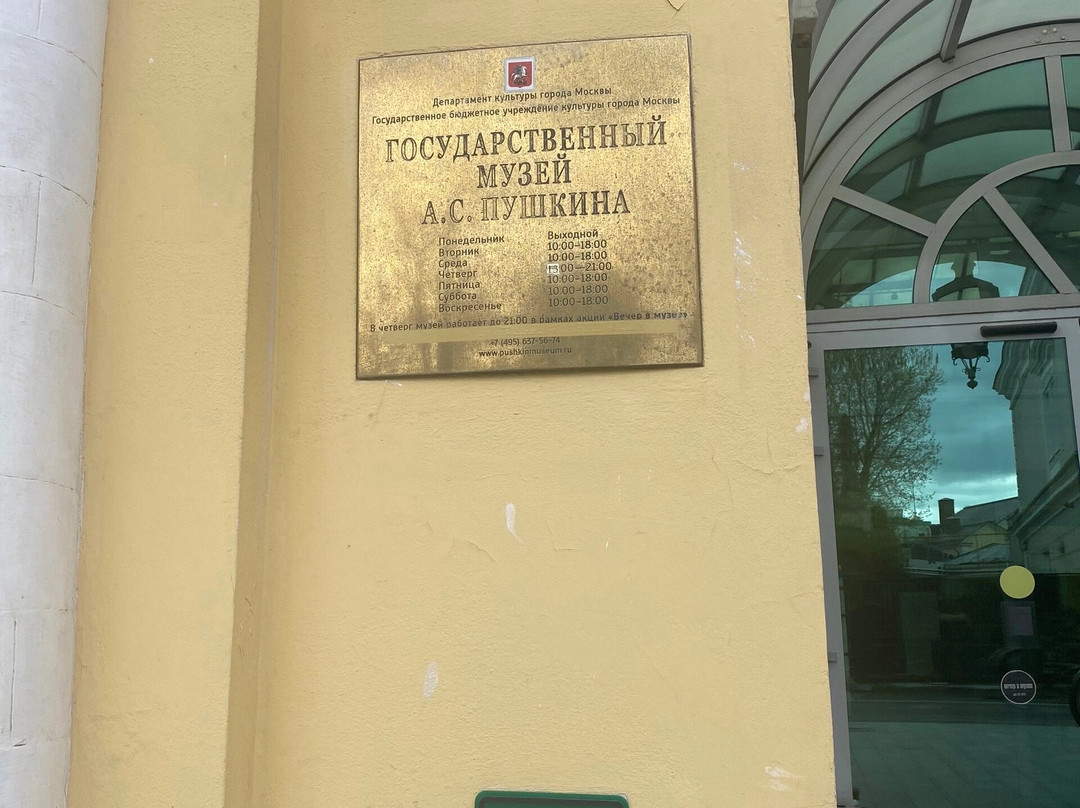 Департамент культуры города Москвы
Государственное бюджетное учреждение культуры города Москвы
ГОСУДАРСТВЕННЫЙ
МУЗЕЙ
А.С. ПУШКИНА
Понедельник Выходной
Вторник 10:00–18:00
Среда 10:00–18:00
Четверг 13:00—21:00
Пятница 10:00–18:00
Суббота 10:00–18:00
Воскресенье 10:00–18:00
В четверг музей работает до 21:00 в рамках акции «Вечер в музее»
+7 (495) 637-56-74
www.pushkinmuseum.ru